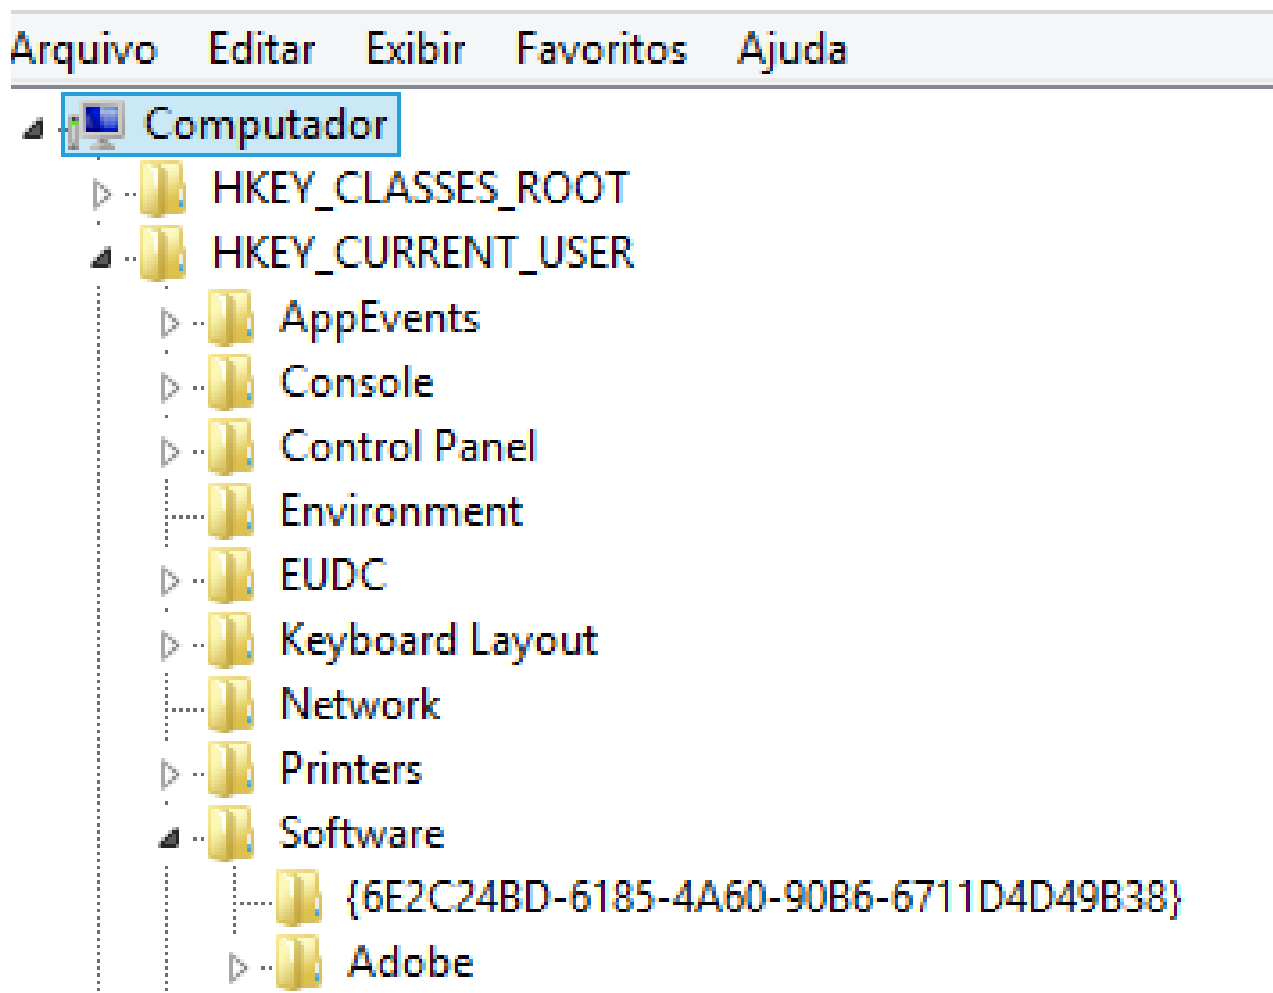 Arquivo Editar Exibir Favoritos Ajuda
Computador
HKEY_CLASSES_ROOT
HKEY_CURRENT_USER
AppEvents
Console
Control Panel
Environment
EUDC
Keyboard Layout
Network
Printers
Software
{6E2C24BD-6185-4A60-90B6-6711D4D49B38}
Adobe